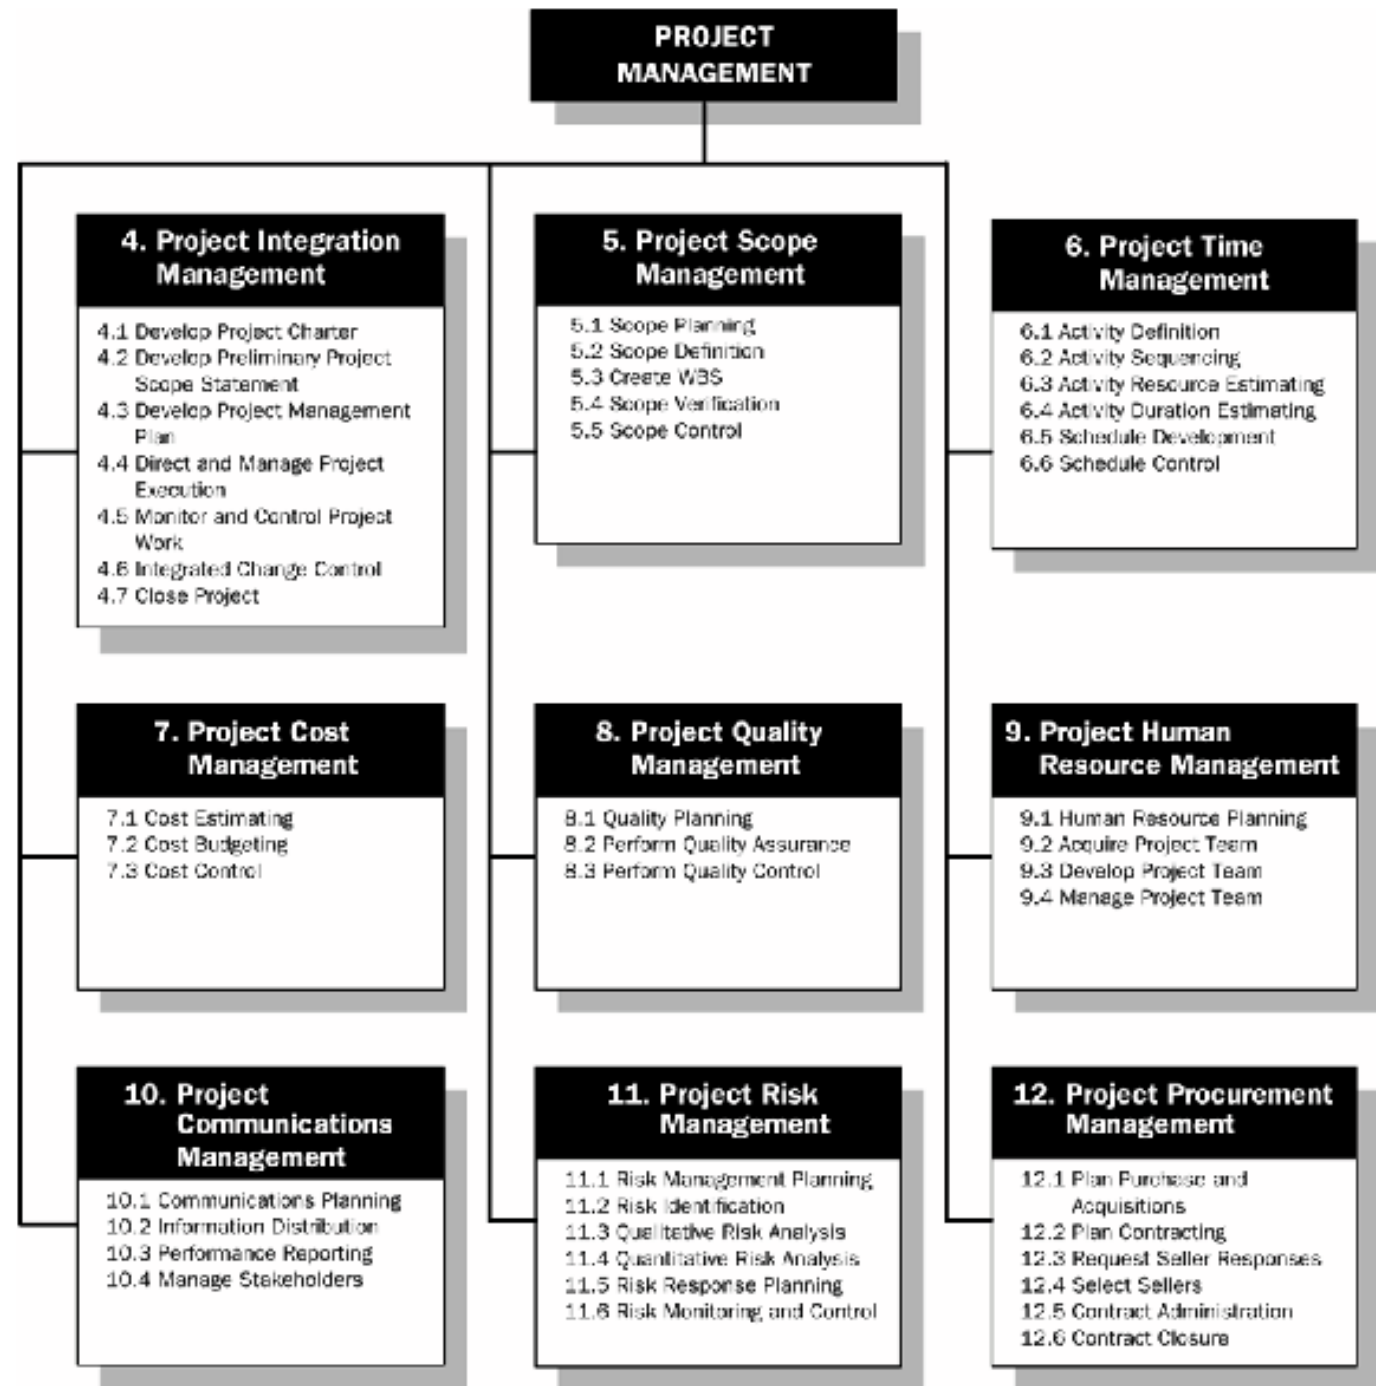 PROJECT
MANAGEMENT
4. Project Integration
Management
4.1 Develop Project Charter
4.2 Develop Preliminary Project
Scope Statement
4.3 Develop Project Management
Plan
4.4 Direct and Manage Project
Execution
4.5 Monitor and Control Project
Work
4.6 Integrated Change Control
4.7 Close Project
5. Project Scope
Management
5.1 Scope Planning
5.2 Scope Definition
5.3 Create WBS
5.4 Scope Verification
5.5 Scope Control
6. Project Time
Management
6.1 Activity Definition
6.2 Activity Sequencing
6.3 Activity Resource Estimating
6.4 Activity Duration Estimating
6.5 Schedule Development
6.6 Schedule Control
7. Project Cost
Management
7.1 Cost Estimating
7.2 Cost Budgeting
7.3 Cost Control
8. Project Quality
Management
8.1 Quality Planning
8.2 Perform Quality Assurance
8.3 Perform Quality Control
9. Project Human
Resource Management
9.1 Human Resource Planning
9.2 Acquire Project Team
9.3 Develop Project Team
9.4 Manage Project Team
10. Project
Communications
Management
10.1 Communications Planning
10.2 Information Distribution
10.3 Performance Reporting
10.4 Manage Stakeholders
11. Project Risk
Management
11.1 Risk Management Planning
11.2 Risk Identification
11.3 Qualitative Risk Analysis
11.4 Quantitative Risk Analysis
11.5 Risk Response Planning
11.6 Risk Monitoring and Control
12. Project Procurement
Management
12.1 Plan Purchase and
Acquisitions
12.2 Plan Contracting
12.3 Request Seller Responses
12.4 Select Sellers
12.5 Contract Administration
12.6 Contract Closure